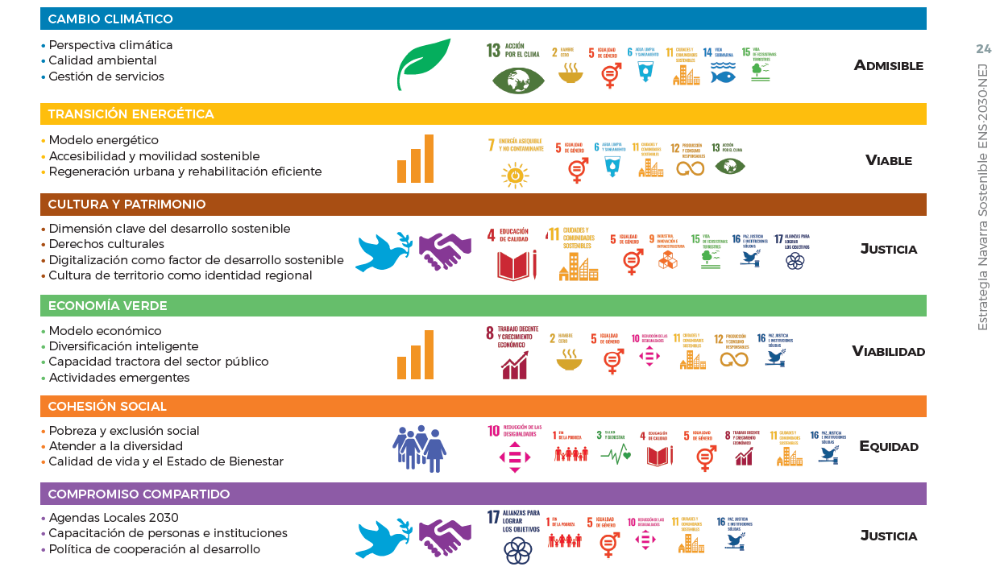 CAMBIO CLIMÁTICO
• Perspectiva climática
• Calidad ambiental
• Gestión de servicios
13 ACCIÓN
POR EL CLIMA
2 HAMBRE
CERO
5 IGUALDAD
DE GÉNERO
6 AGUA LIMPIA
Y SANEAMIENTO
11 CIUDADES Y
COMUNIDADES
SOSTENIBLES
14 VIDA
SUBMARINA
15 VIDA
DE ECOSISTEMAS
TERRESTRES
ADMISIBLE
TRANSICIÓN ENERGÉTICA
• Modelo energético
• Accesibilidad y movilidad sostenible
• Regeneración urbana y rehabilitación eficiente
7 ENERGÍA ASEQUIBLE
Y NO CONTAMINANTE
5 IGUALDAD
DE GÉNERO
6 AGUA LIMPIA
Y SANEAMIENTO
11 CIUDADES Y
COMUNIDADES
SOSTENIBLES
12 PRODUCCIÓN
Y CONSUMO
RESPONSABLES
13 ACCIÓN
POR EL CLIMA
VIABLE
CULTURA Y PATRIMONIO
• Dimensión clave del desarrollo sostenible
• Derechos culturales
• Digitalización como factor de desarrollo sostenible
• Cultura de territorio como identidad regional
4 EDUCACIÓN
DE CALIDAD
11 CIUDADES Y
COMUNIDADES
SOSTENIBLES
5 IGUALDAD
DE GÉNERO
9 INDUSTRIA,
INNOVACIÓN E
INFRAESTRUCTURA
15 VIDA
DE ECOSISTEMAS
TERRESTRES
16 PAZ, JUSTICIA
E INSTITUCIONES
SÓLIDAS
17 ALIANZAS PARA
LOGRAR
LOS OBJETIVOS
JUSTICIA
ECONOMÍA VERDE
• Modelo económico
• Diversificación inteligente
• Capacidad tractora del sector público
• Actividades emergentes
8 TRABAJO DECENTE
Y CRECIMIENTO
ECONÓMICO
2 HAMBRE
CERO
5 IGUALDAD
DE GÉNERO
10 REDUCCIÓN DE LAS
DESIGUALDADES
11 CIUDADES Y
COMUNIDADES
SOSTENIBLES
12 PRODUCCIÓN
Y CONSUMO
RESPONSABLES
16 PAZ, JUSTICIA
E INSTITUCIONES
SÓLIDAS
VIABILIDAD
COHESIÓN SOCIAL
• Pobreza y exclusión social
• Atender a la diversidad
• Calidad de vida y el Estado de Bienestar
10 REDUCCIÓN DE LAS
DESIGUALDADES
1 FIN
DE LA POBREZA
3 SALUD
Y BIENESTAR
4 EDUCACIÓN
DE CALIDAD
5 IGUALDAD
DE GÉNERO
8 TRABAJO DECENTE
Y CRECIMIENTO
ECONÓMICO
11 CIUDADES Y
COMUNIDADES
SOSTENIBLES
16 PAZ, JUSTICIA
E INSTITUCIONES
SÓLIDAS
EQUIDAD
COMPROMISO COMPARTIDO
• Agendas Locales 2030
• Capacitación de personas e instituciones
• Política de cooperación al desarrollo
17 ALIANZAS PARA
LOGRAR
LOS OBJETIVOS
1 FIN
DE LA POBREZA
5 IGUALDAD
DE GÉNERO
10 REDUCCIÓN DE LAS
DESIGUALDADES
11 CIUDADES Y
COMUNIDADES
SOSTENIBLES
16 PAZ, JUSTICIA
E INSTITUCIONES
SÓLIDAS
JUSTICIA
24
Estrategia Navarra Sostenible ENS·2030·NEJ